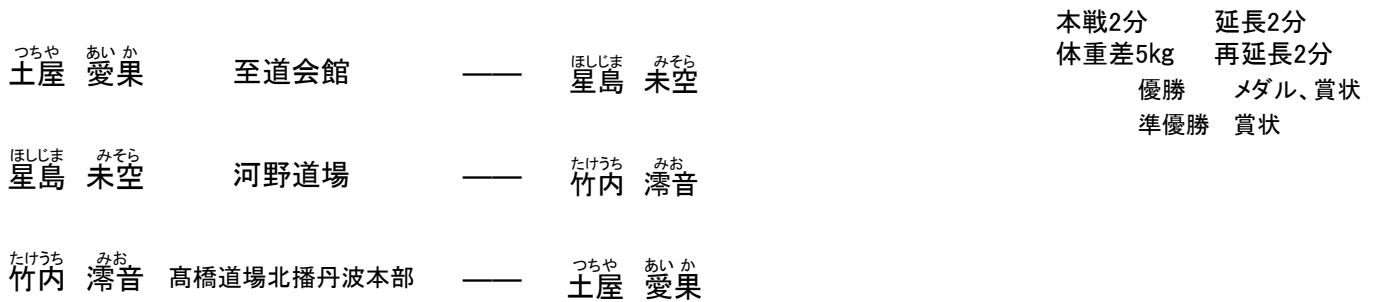 つちや あい か
土屋 愛果 至道会館 ―― 星島 未空
ほしじま みそら
ほしじま みそら
星島 未空 河野道場 ―― 竹内 澪音
たけうち みお
たけうち みお
竹内 澪音 髙橋道場北播丹波本部 ―― 土屋 愛果
つちや あい か
本戦2分 延長2分
体重差5kg 再延長2分
優勝 メダル、賞状
準優勝 賞状